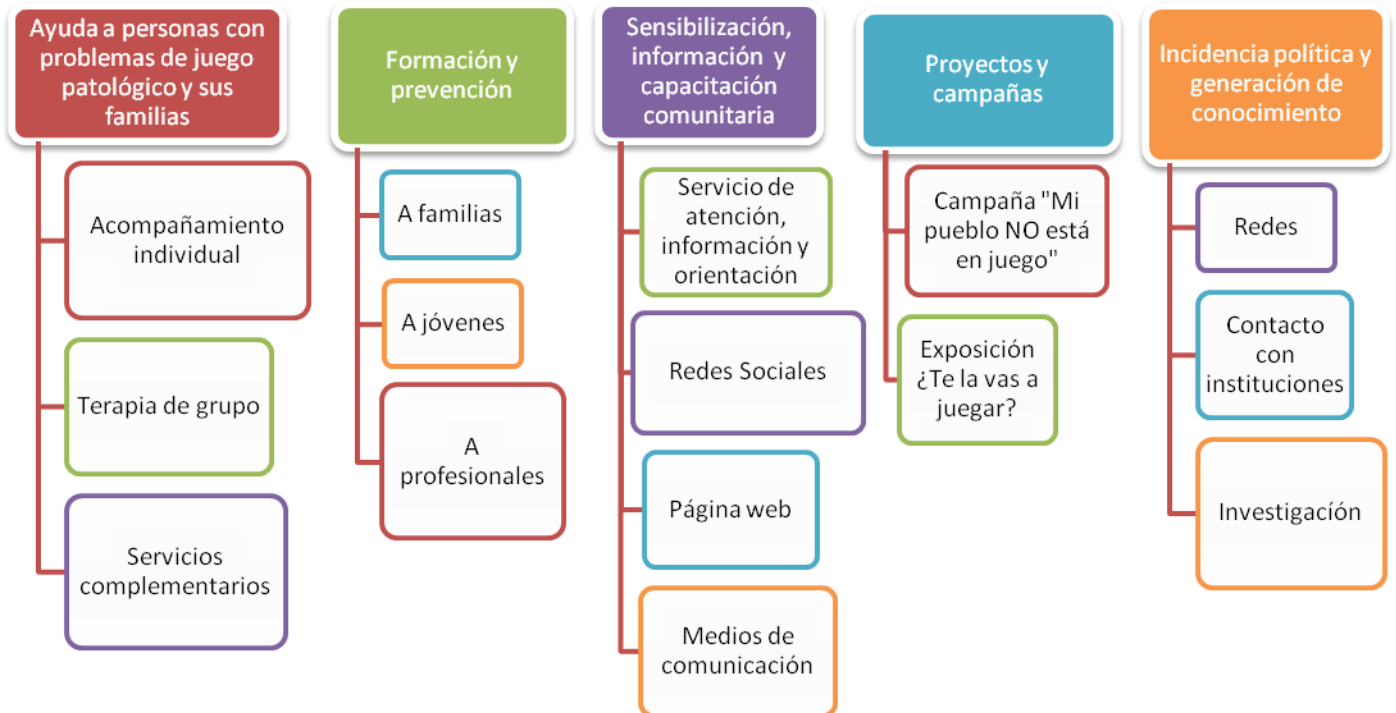 Ayuda a personas con
problemas de juego
patológico y sus
familias
Acompañamiento
individual
Terapia de grupo
Servicios
complementarios
Formación y
prevención
A familias
A jóvenes
A
profesionales
Sensibilización,
información y
capacitación
comunitaria
Servicio de
atención,
información y
orientación
Redes Sociales
Página web
Medios de
comunicación
Proyectos y
campañas
Campaña "Mi
pueblo NO está
en juego"
Exposición
¿Te la vas a
juegar?
Incidencia política y
generación de
conocimiento
Redes
Contacto
con
instituciones
Investigacíón